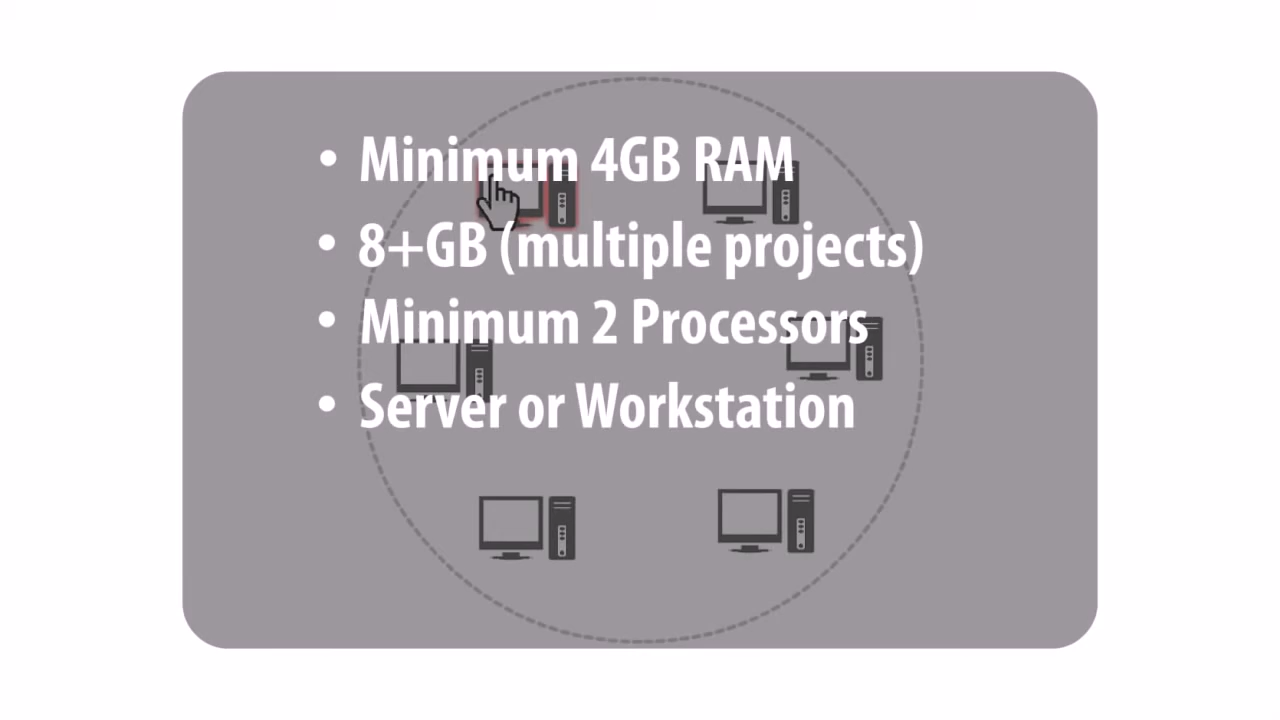 • Minimum 4GB RAM
• 8+GB (multiple projects)
• Minimum 2 Processors
• Server or Workstation